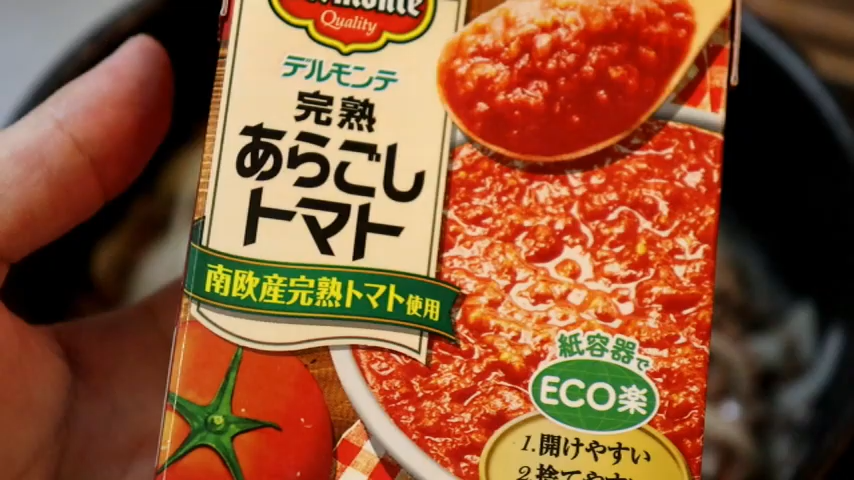 Quality
デルモンテ
完熟
あらごし
トマト
南欧産完熟トマト使用
紙容器で
ECO楽
1.開けやすい